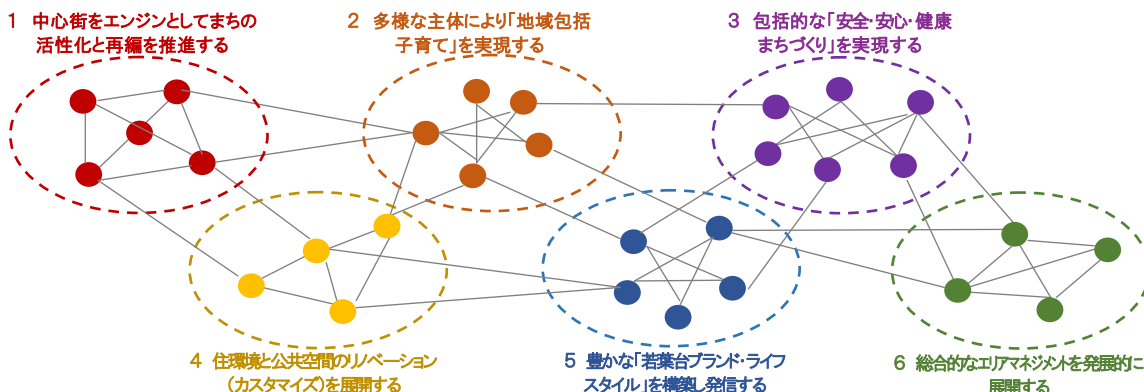 1 中心街をエンジンとしてまちの
活性化と再編を推進する
2 多様な主体により「地域包括
子育て」を実現する
3 包括的な「安全・安心・健康
まちづくり」を実現する
4 住環境と公共空間のリノベーション
(カスタマイズ)を展開する
5 豊かな「若葉台ブランド・ライフ
スタイル」を構築し発信する
6 総合的なエリアマネジメントを発展的に
展開する